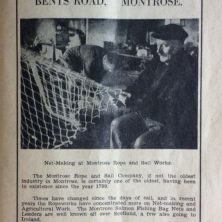 BENTS ROAD, MONTROSE.
Net-Making at Montrose Rope and Sail Works.
The Montrose Rope and Sail Company, if not the oldest
industry in Montrose, is certainly one of the oldest, having been
in existence since the year 1790.
Times have changed since the days of sail, and in recent
years the Ropeworks have concentrated more on Net-making and
Agricultural Work. The Montrose Salmon Fishing Bag Nets and
Leaders are well known all over Scotland, a few also going to
Ireland.